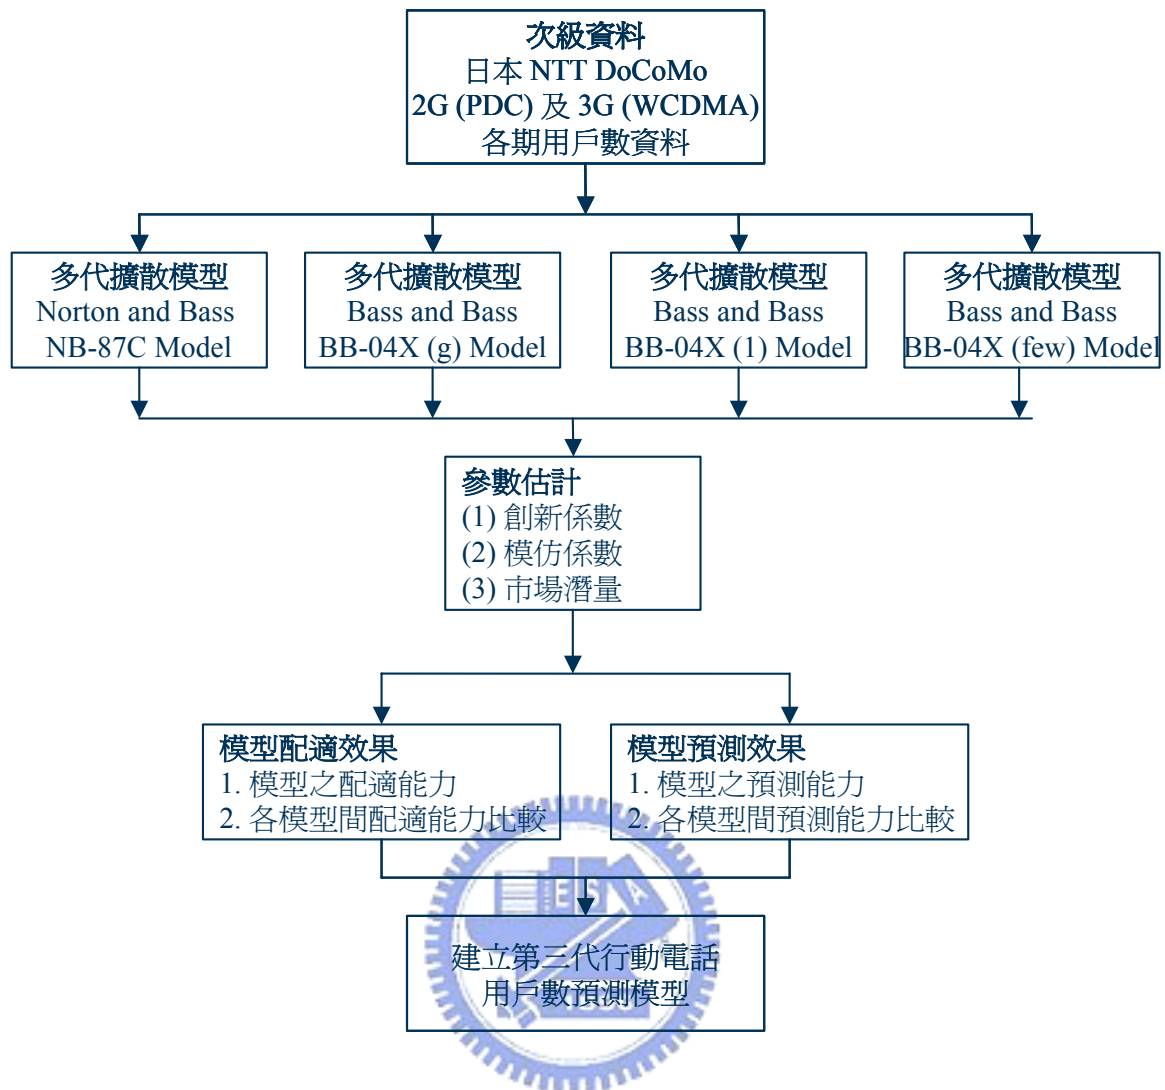 次級資料
日本 NTT DoCoMo
2G (PDC) 及 3G (WCDMA)
各期用戶數資料
多代擴散模型
Norton and Bass
NB-87C Model
多代擴散模型
Bass and Bass
BB-04X (g) Model
多代擴散模型
Bass and Bass
BB-04X (1) Model
多代擴散模型
Bass and Bass
BB-04X (few) Model
參數估計
(1) 創新係數
(2) 模仿係數
(3) 市場潛量
模型配適效果
1. 模型之配適能力
2. 各模型間配適能力比較
模型預測效果
1. 模型之預測能力
2. 各模型間預測能力比較
建立第三代行動電話
用戶數預測模型